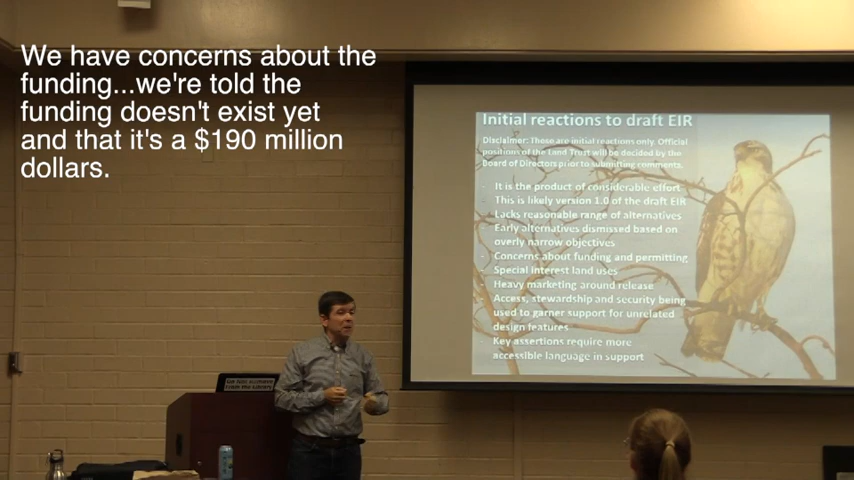 We have concerns about the
funding...we're told the
funding doesn't exist yet
and that it's a $190 million
dollars.
Initial reactions to draft EIR
Disclaimer: These are initial reactions only. Official
positions of the Land Trust will be decided by the
Board of Directors prior to submitting comments.
- It is the product of considerable effort
- This is likely version 1.0 of the draft EIR
- Lacks reasonable range of alternatives
- Early alternatives dismissed based on
overly narrow objectives
- Concerns about funding and permitting
- Special interest land uses
- Heavy marketing around release
- Access, stewardship and security being
used to garner support for unrelated
design features
- Key assertions require more
accessible language in support